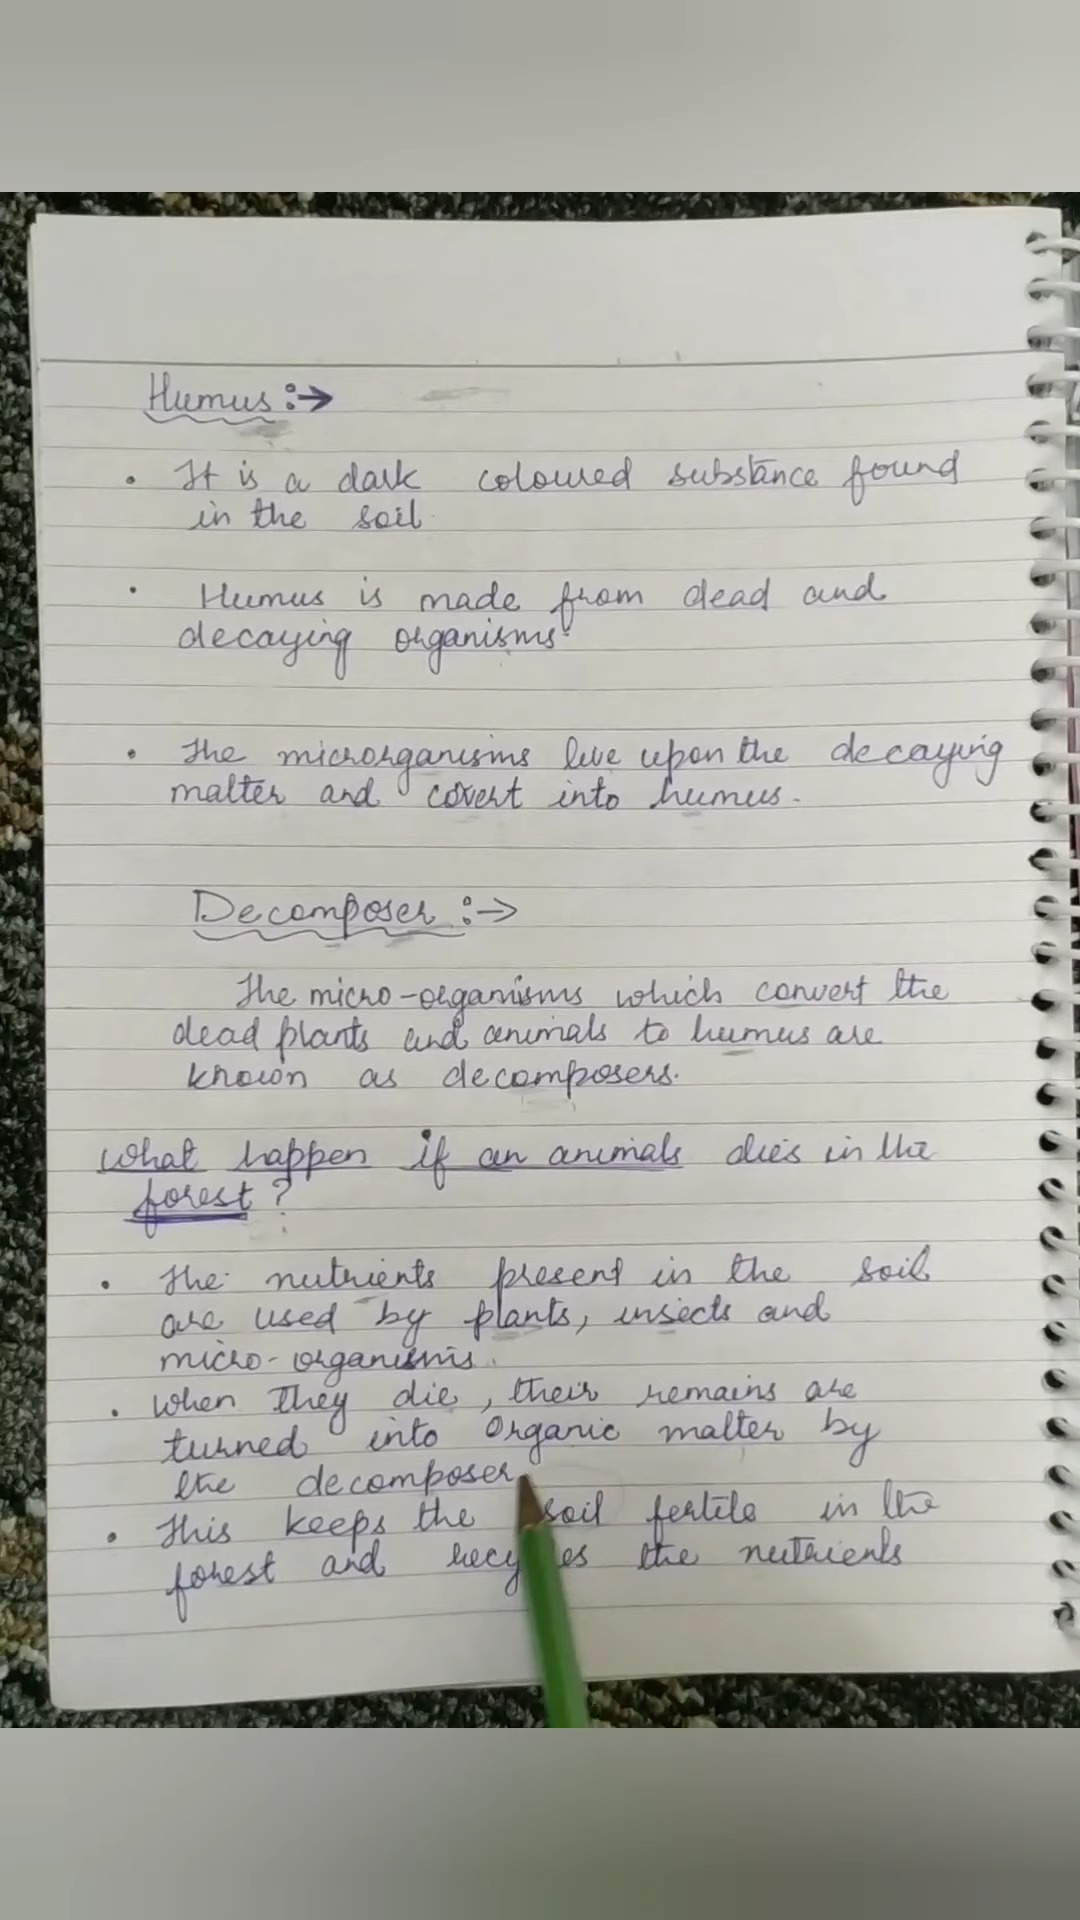 Humus :→
• It is a dark coloured substance found
in the soil.
• Humus is made from dead and
decaying organisms.
• The microrganisms live upon the decaying
matter and covert into humus.
Decomposer :→
The micro-organisms which convert the
dead plants and animals to humus are
known as decomposers.
What happen if an animals dies in the
forest?
• The nutrients present in the soil
are used by plants, insects and
micro-organisms.
• When they die, their remains are
turned into organic matter by
the decomposer
• This keeps the soil fertile in the
forest and the nutrients